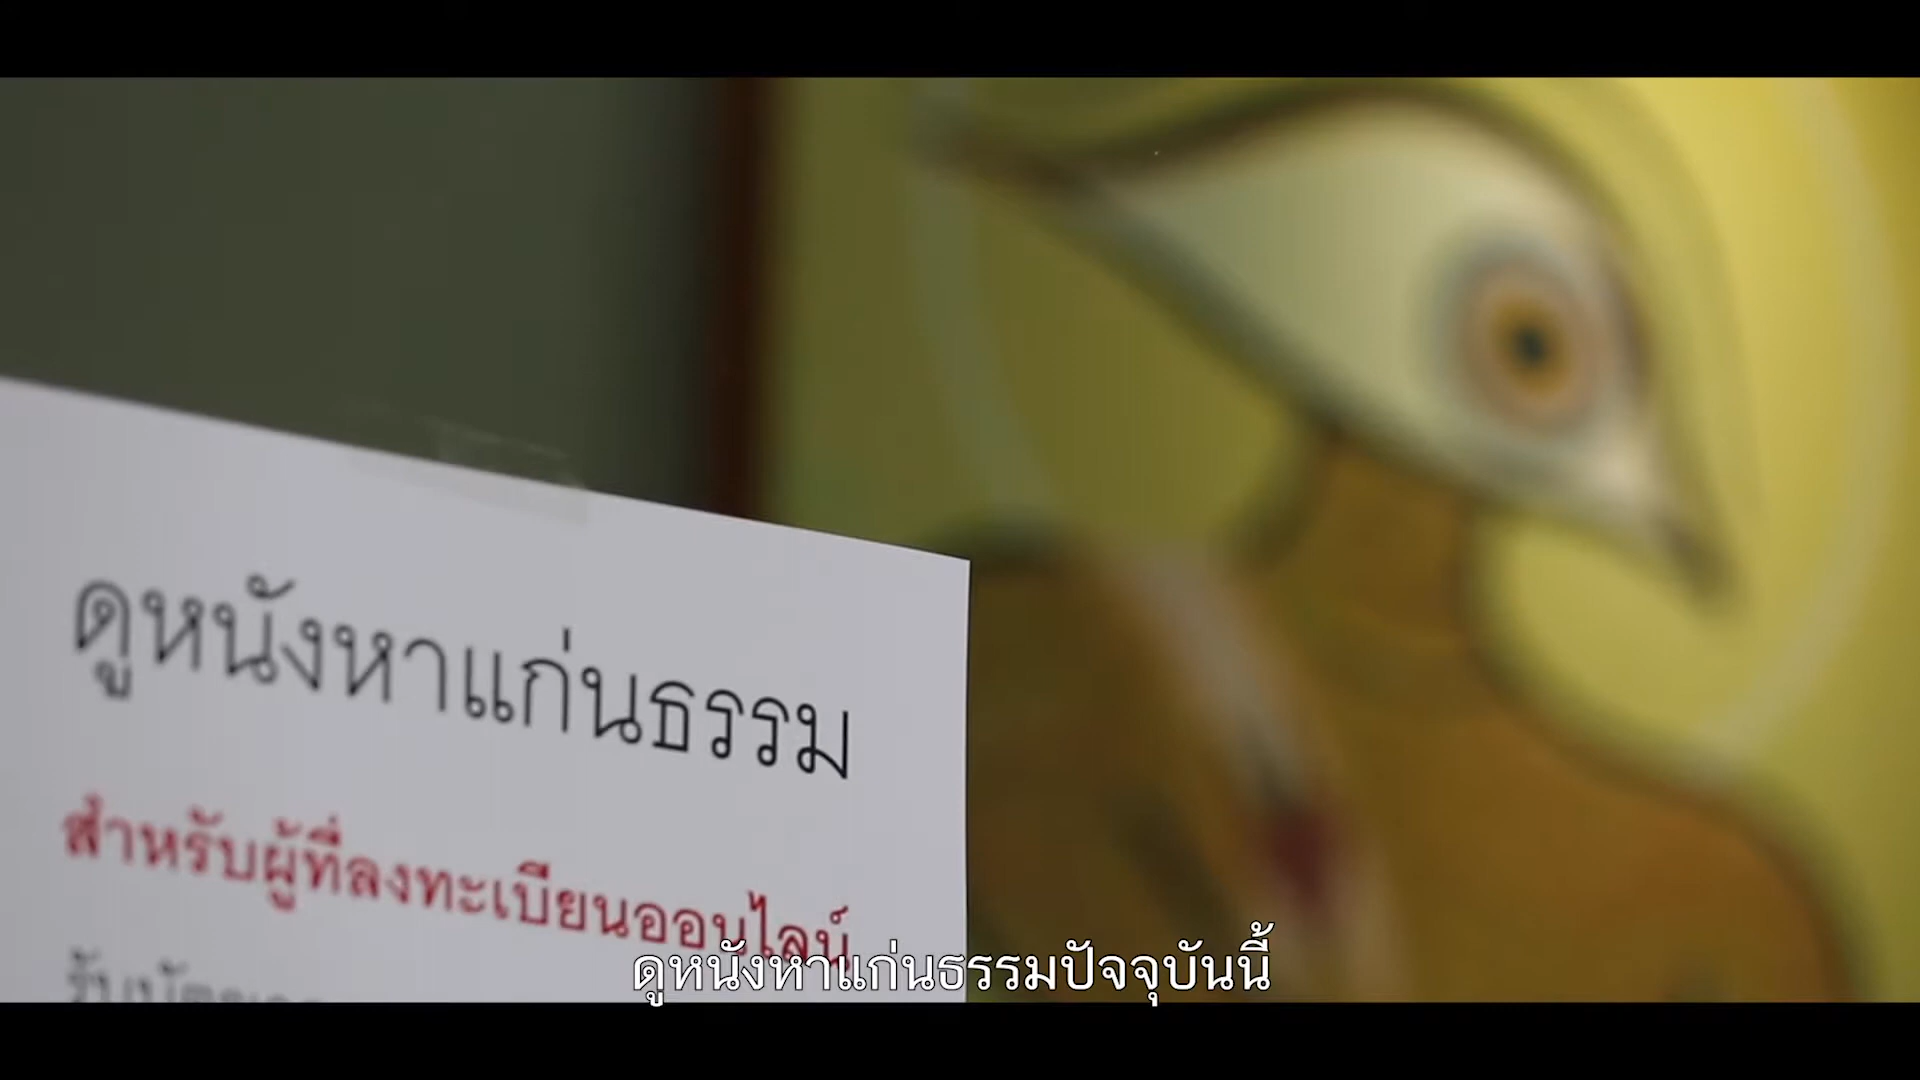 ดูหนังหาแก่นธรรม
สำหรับผู้ที่ลงทะเบียนออนไลน์
ดูหนังหาแก่นธรรมปัจจุบันนี้